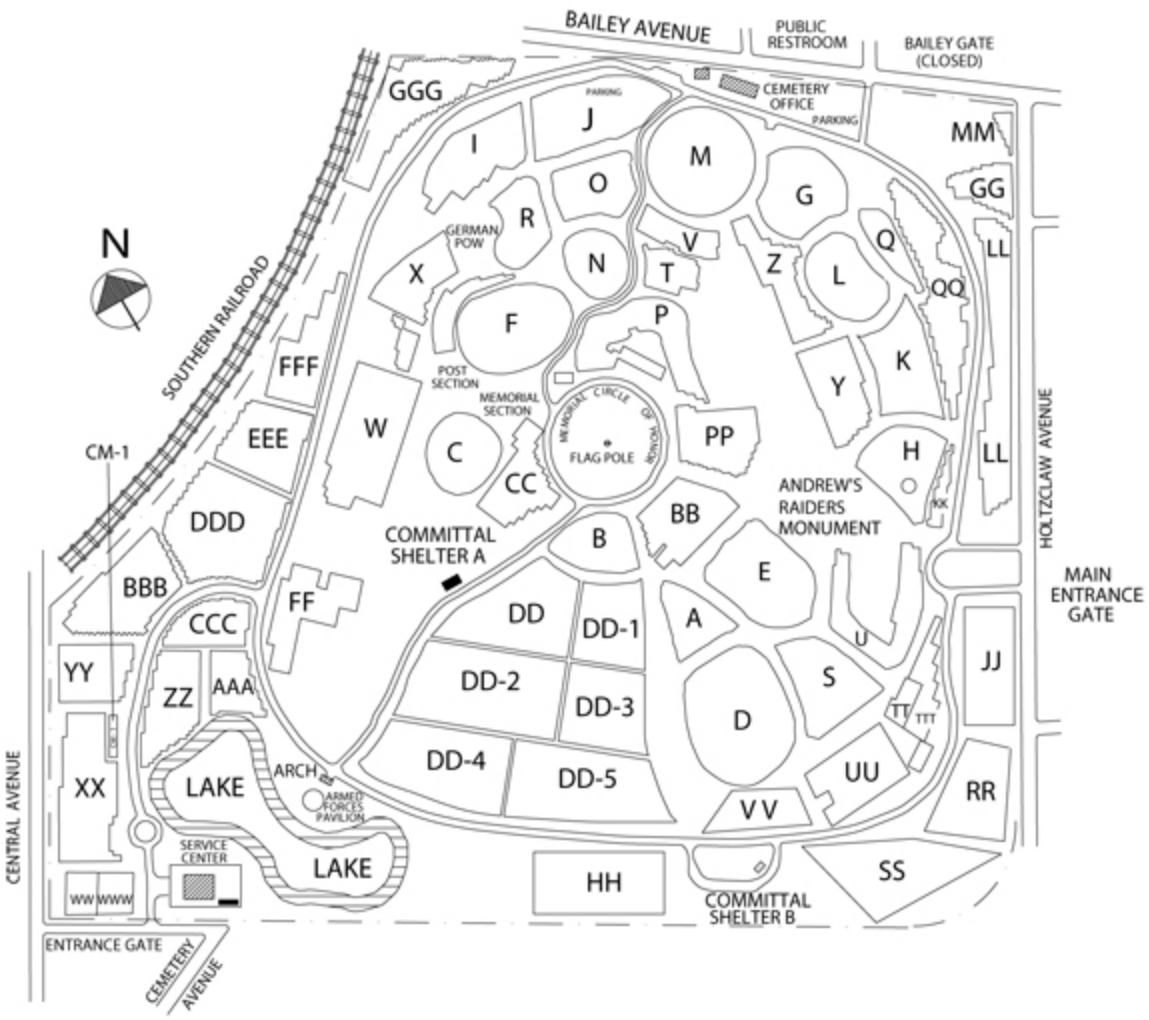 BAILEY AVENUE
PUBLIC
RESTROOM
BAILEY GATE
(CLOSED)
GGG
PARKING
J
CEMETERY
OFFICE
PARKING
MM
I
M
G
GG
O
R
GERMAN
POW
N
V
Q
LL
N
X
T
Z
L
QQ
SOUTHERN RAILROAD
F
P
FFF
POST
SECTION
K
Y
MEMORIAL
SECTION
MEMORIAL CIRCLE OF HONOR
FLAG POLE
W
EEE
C
CC
PP
H
LL
KK
CM-1
HOLTZCLAW AVENUE
ANDREW'S
RAIDERS
MONUMENT
DDD
BB
COMMITTAL
SHELTER A
B
E
BBB
FF
MAIN
ENTRANCE
GATE
CCC
DD
DD-1
A
U
YY
ZZ
AAA
DD-2
DD-3
S
JJ
D
TT
TTT
CENTRAL AVENUE
XX
LAKE
ARCH
ARMED
FORCES
PAVILION
DD-4
DD-5
UU
VV
RR
SERVICE
CENTER
LAKE
WW
WWW
HH
COMMITTAL
SHELTER B
SS
ENTRANCE GATE
CEMETERY
AVENUE